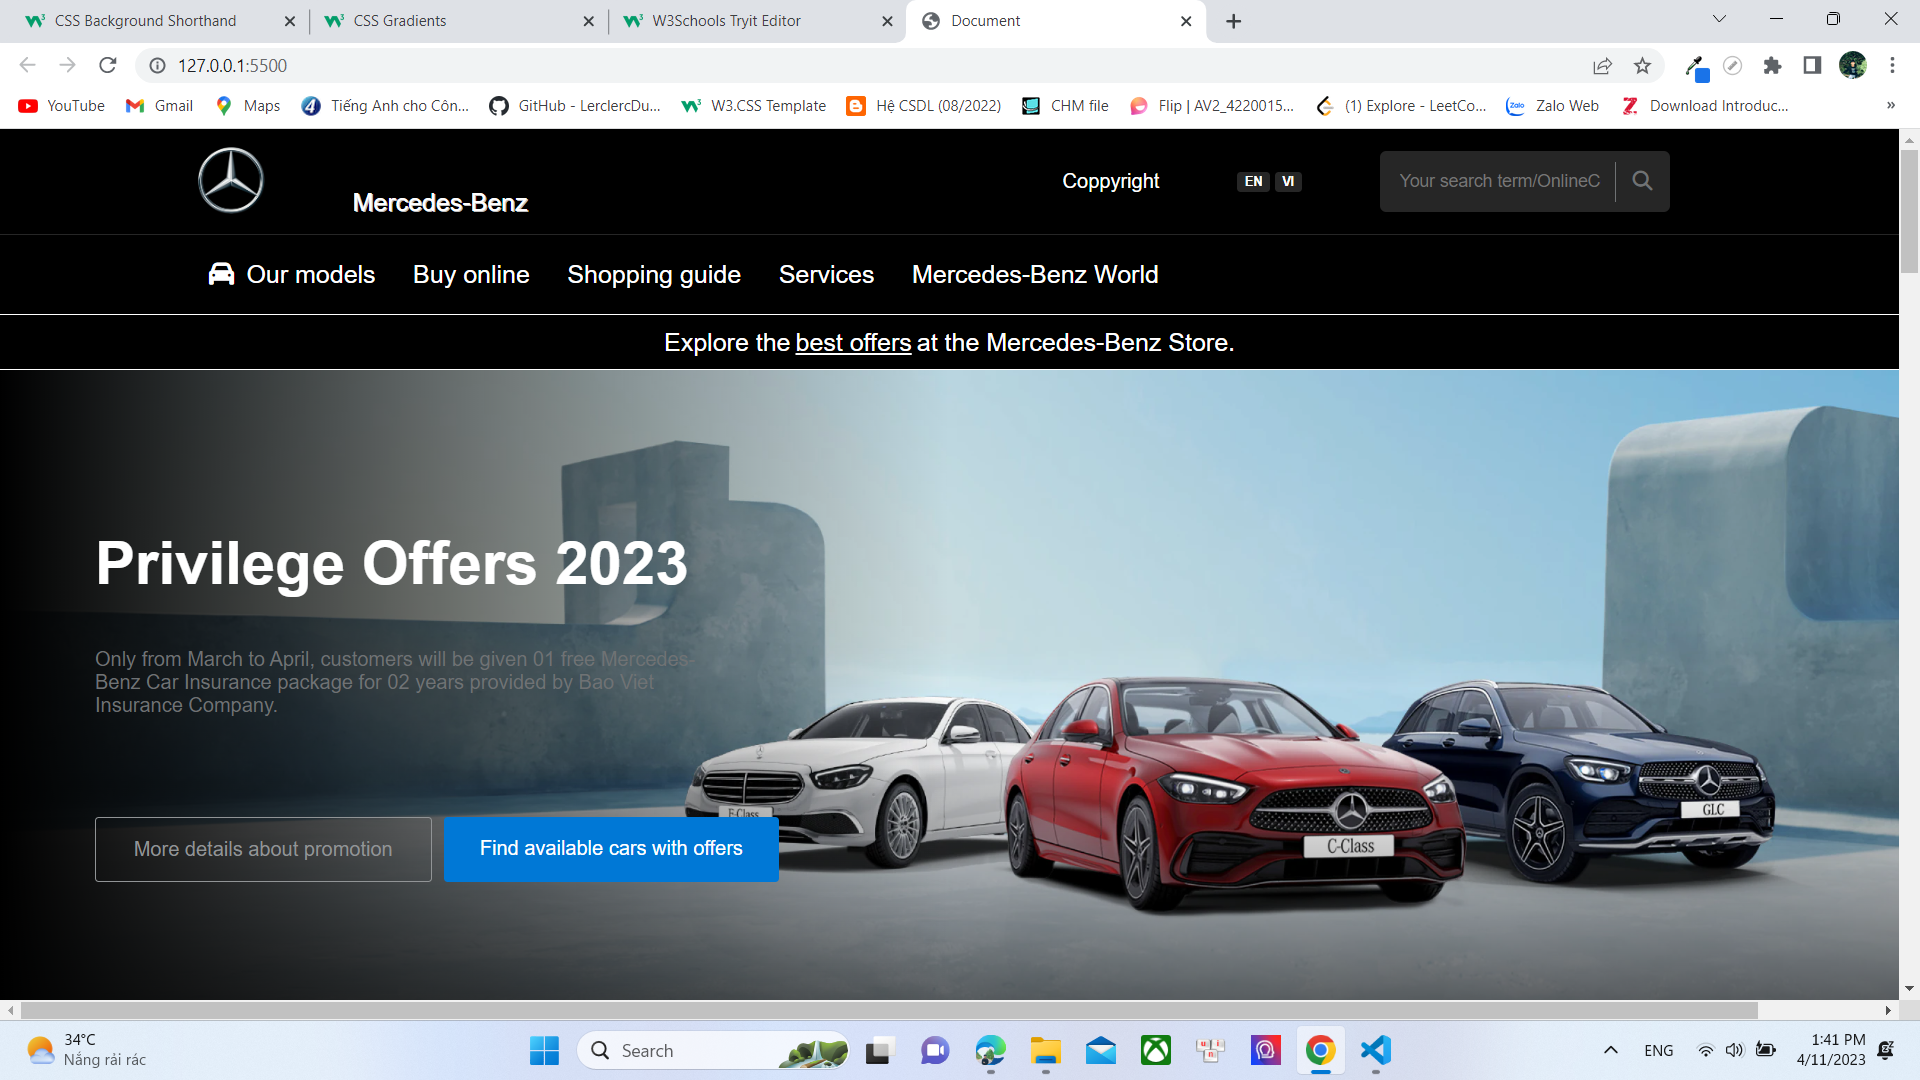 CSS Background Shorthand
CSS Gradients
W3Schools Tryit Editor
Document
127.0.0.1:5500
YouTube
Gmail
Maps
Tiếng Anh cho Côn...
GitHub - LerclercDu...
W3.CSS Template
Hệ CSDL (08/2022)
CHM file
Flip | AV2_4220015...
(1) Explore - LeetCo...
Zalo Web
Download Introduc...
»
Mercedes-Benz
Coppyright
EN VI
Your search term/OnlineC
Our models
Buy online
Shopping guide
Services
Mercedes-Benz World
Explore the best offers at the Mercedes-Benz Store.
Privilege Offers 2023
Only from March to April, customers will be given 01 free Mercedes-
Benz Car Insurance package for 02 years provided by Bao Viet
Insurance Company.
E-Class
C-Class
GLC
More details about promotion
Find available cars with offers
34°C
Nắng rải rác
Search
ENG
1:41 PM
4/11/2023